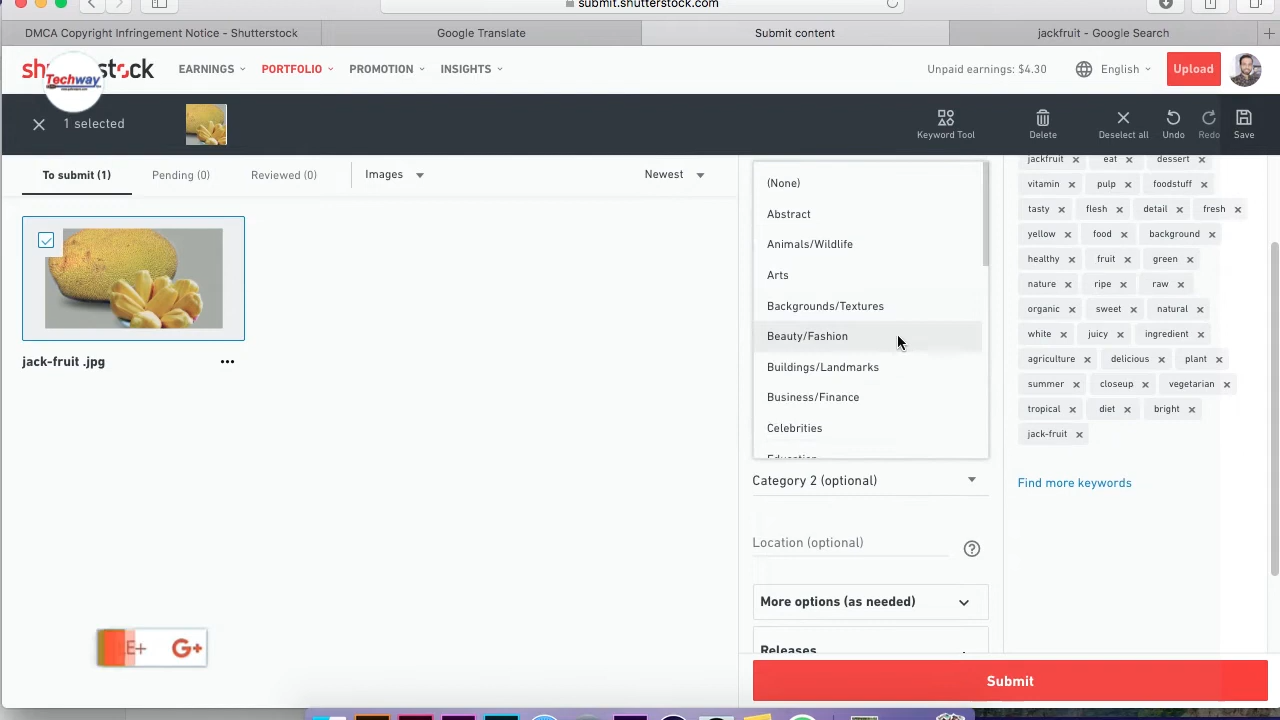 submit.shutterstock.com
DMCA Copyright Infringement Notice - Shutterstock
Google Translate
Submit content
jackfruit - Google Search
Techway
EARNINGS
PORTFOLIO
PROMOTION
INSIGHTS
Unpaid earnings: $4.30
English
Upload
1 selected
Keyword Tool
Delete
Deselect all
Undo
Redo
Save
To submit (1)
Pending (0)
Reviewed (0)
Images
Newest
jack-fruit .jpg
(None)
Abstract
Animals/Wildlife
Arts
Backgrounds/Textures
Beauty/Fashion
Buildings/Landmarks
Business/Finance
Celebrities
Education
Category 2 (optional)
Location (optional)
More options (as needed)
Releases
jackfruit eat dessert
vitamin pulp foodstuff
tasty flesh detail fresh
yellow food background
healthy fruit green
nature ripe raw
organic sweet natural
white juicy ingredient
agriculture delicious plant
summer closeup vegetarian
tropical diet bright
jack-fruit
Find more keywords
G+
Submit